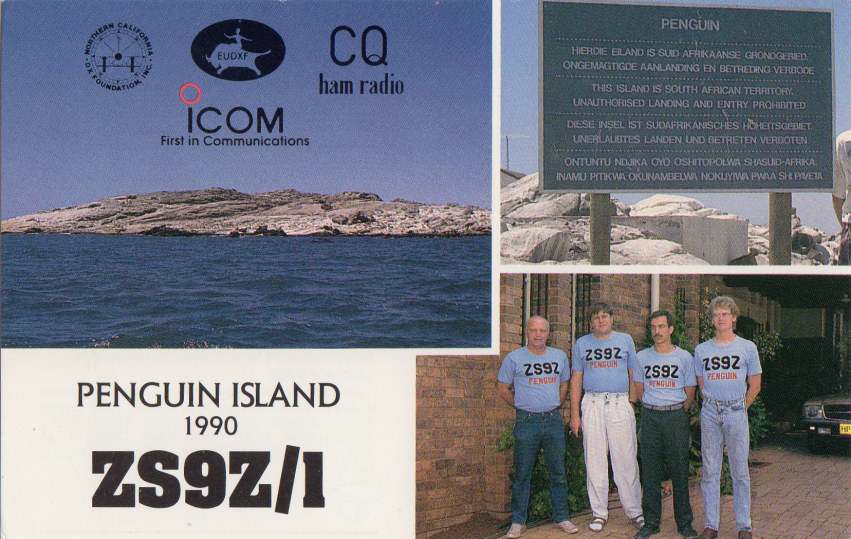 NORTHERN CALIFORNIA
DX FOUNDATION, INC.
EUDXF
CQ
ham radio
ICOM
First in Communications
PENGUIN
HIERDIE EILAND IS SUID AFRIKAANSE GRONDGEBIED.
ONGEMAGTIGDE AANLANDING EN BETREDING VERBODE
THIS ISLAND IS SOUTH AFRICAN TERRITORY.
UNAUTHORISED LANDING AND ENTRY PROHIBITED
DIESE INSEL IST SÜDAFRIKANISCHES HOHEITSGEBIET.
UNERLAUBTES LANDEN UND BETRETEN VERBOTEN
ONTUNTU NDJIKA OYO OSHITOPOLWA SHASUID-AFRIKA.
INAMU PITIKWA OKUNAMBELWA NOKUYIWA PWAA SHI PIVETA.
PENGUIN ISLAND
1990
ZS9Z/1
ZS9Z
PENGUIN
ZS9Z
PENGUIN
ZS9Z
PENGUIN
ZS9Z
PENGUIN